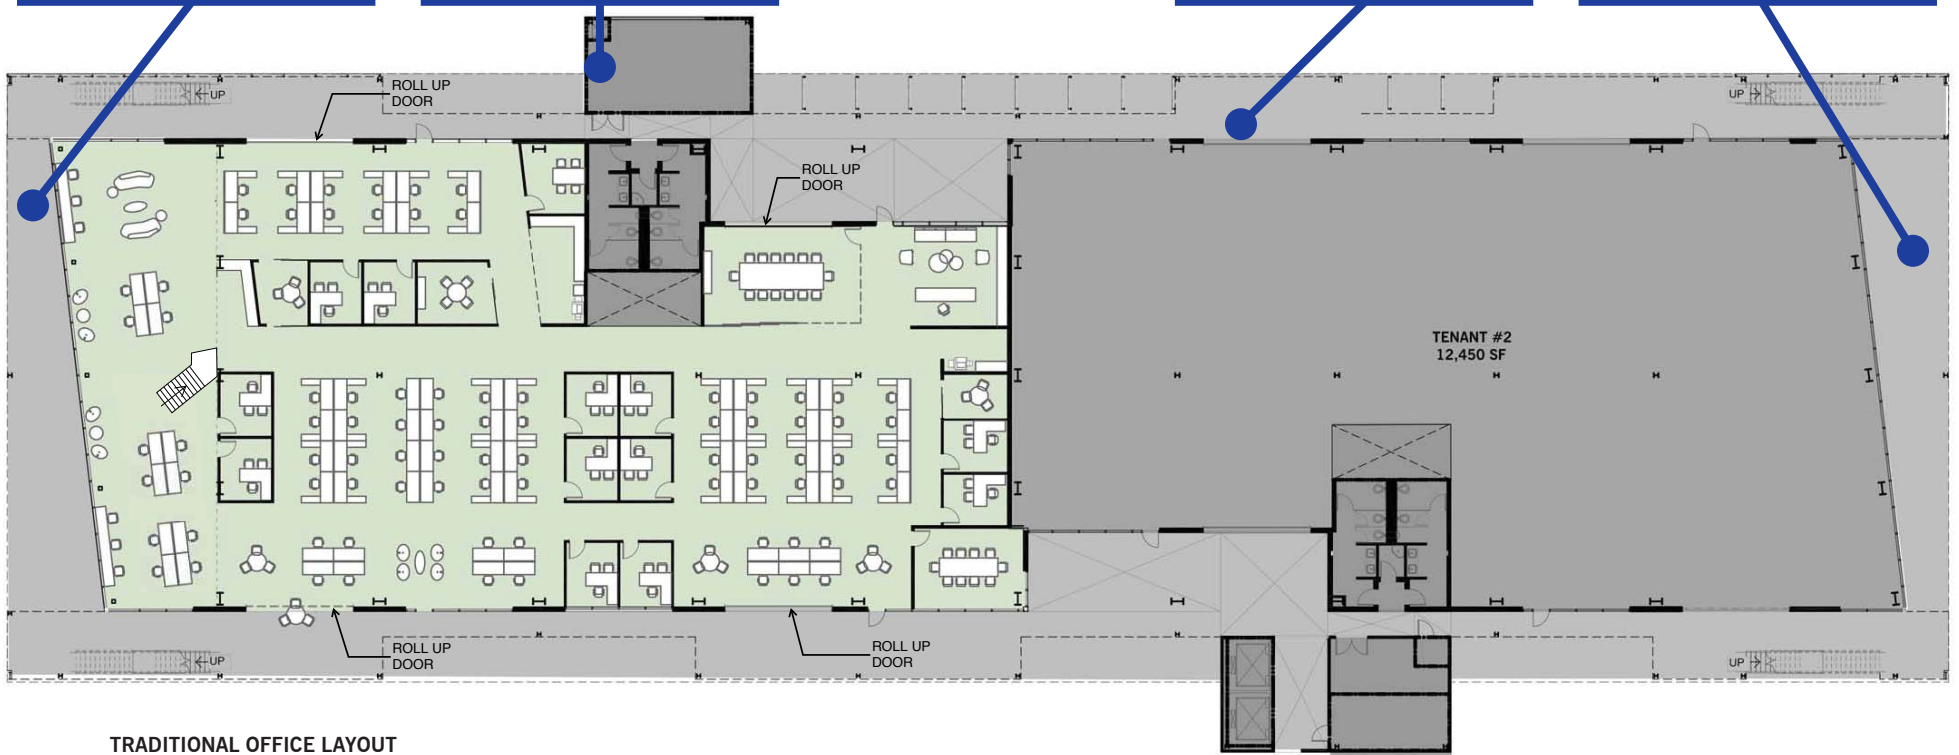 ROLL UP
DOOR
UP
UP
ROLL UP
DOOR
TENANT #2
12,450 SF
ROLL UP
DOOR
ROLL UP
DOOR
UP
UP
TRADITIONAL OFFICE LAYOUT